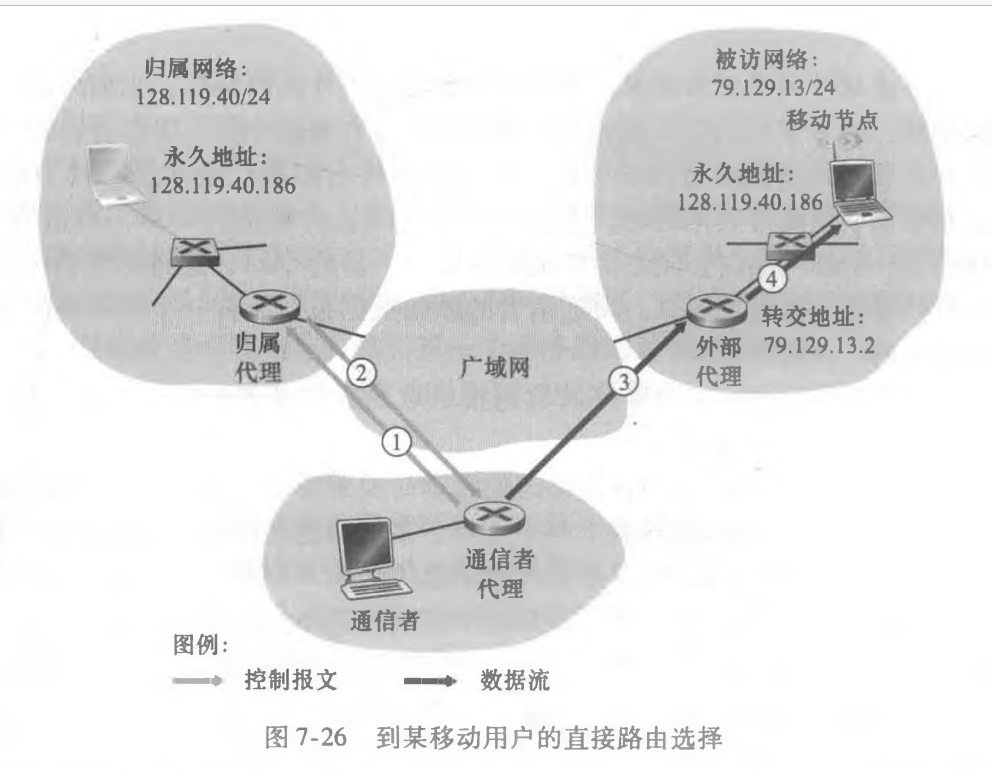 归属网络:
128.119.40/24
永久地址:
128.119.40.186
被访网络:
79.129.13/24
移动节点
永久地址:
128.119.40.186
④
转交地址:
79.129.13.2
归属
代理
②
广域网
③
外部
代理
①
通信者
代理
通信者
图例:
控制报文
数据流
图 7-26 到某移动用户的直接路由选择